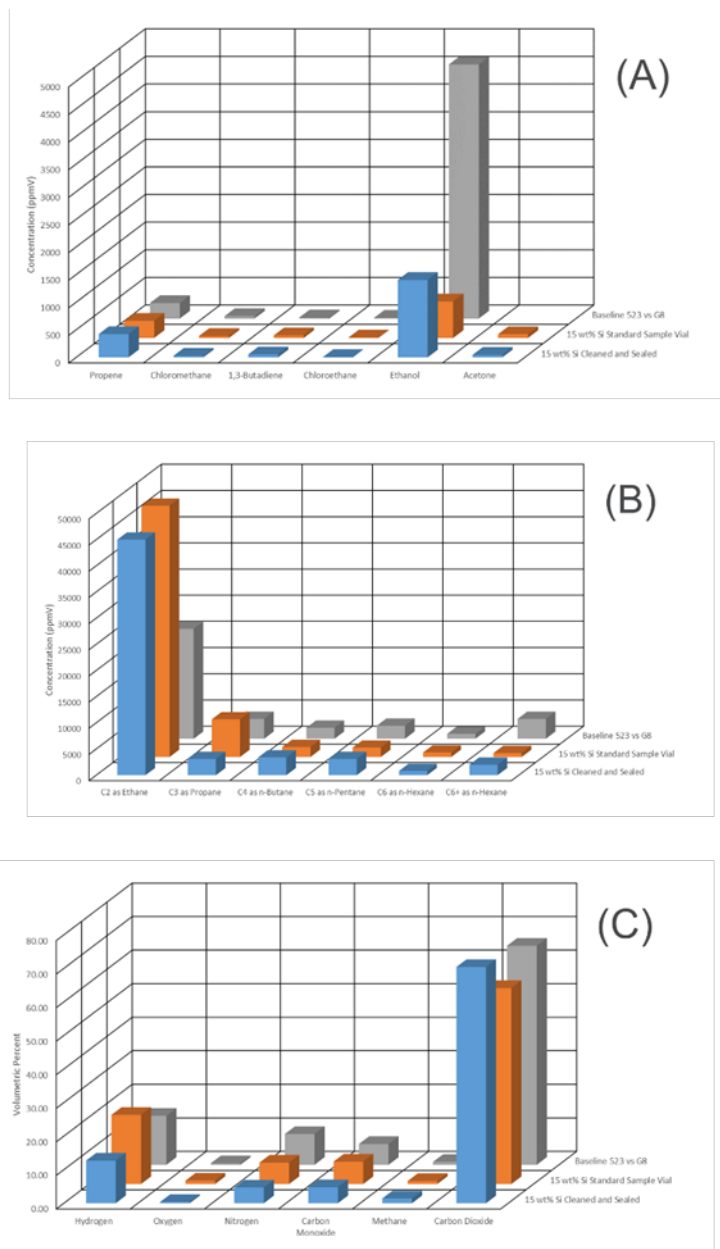 (A)
5000
4500
4000
3500
3000
2500
2000
1500
1000
500
0
Concentration (ppmV)
Propene
Chloromethane
1,3-Butadiene
Chloroethane
Ethanol
Acetone
Baseline 523 vs G8
15 wt% Si Standard Sample Vial
15 wt% Si Cleaned and Sealed
(B)
50000
45000
40000
35000
30000
25000
20000
15000
10000
5000
0
Concentration (ppmV)
C2 as Ethane
C3 as Propane
C4 as n-Butane
C5 as n-Pentane
C6 as n-Hexane
C6+ as n-Hexane
Baseline 523 vs G8
15 wt% Si Standard Sample Vial
15 wt% Si Cleaned and Sealed
(C)
80.00
70.00
60.00
50.00
40.00
30.00
20.00
10.00
0.00
Volumetric Percent
Hydrogen
Oxygen
Nitrogen
Carbon
Monoxide
Methane
Carbon Dioxide
Baseline 523 vs G8
15 wt% Si Standard Sample Vial
15 wt% Si Cleaned and Sealed